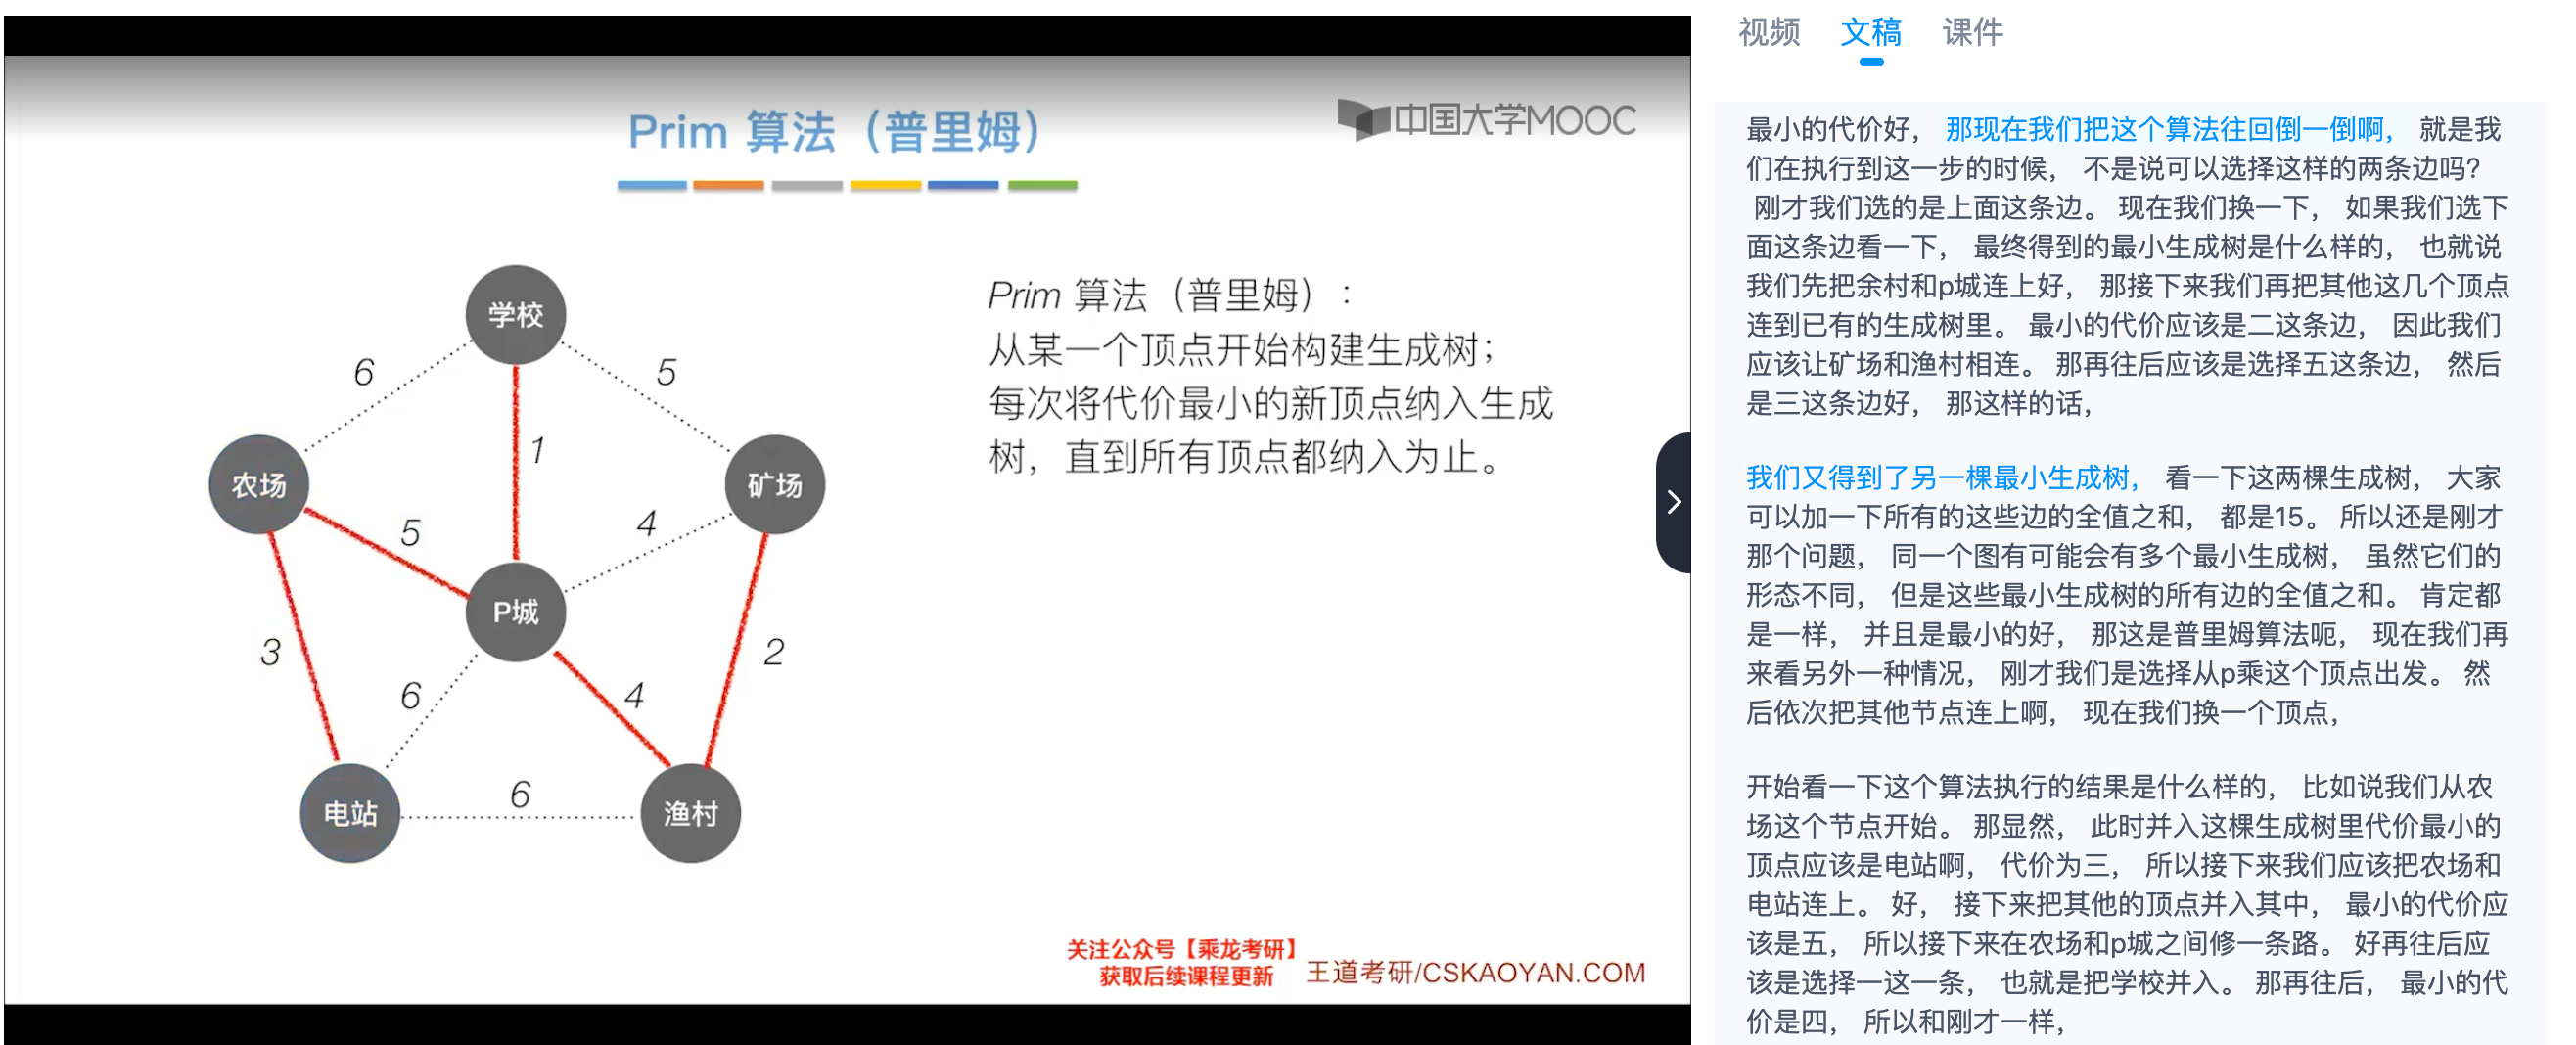 Prim 算法（普里姆）
中国大学MOOC
学校
6
5
1
农场
矿场
5
4
P城
3
2
6
4
电站
6
渔村
Prim 算法（普里姆）：
从某一个顶点开始构建生成树；
每次将代价最小的新顶点纳入生成
树，直到所有顶点都纳入为止。
关注公众号【乘龙考研】
获取后续课程更新
王道考研/CSKAOYAN.COM
视频 文稿 课件
最小的代价好， 那现在我们把这个算法往回倒一倒啊， 就是我
们在执行到这一步的时候， 不是说可以选择这样的两条边吗？
刚才我们选的是上面这条边。 现在我们换一下， 如果我们选下
面这条边看一下， 最终得到的最小生成树是什么样的， 也就说
我们先把余村和p城连上好， 那接下来我们再把其他这几个顶点
连到已有的生成树里。 最小的代价应该是二这条边， 因此我们
应该让矿场和渔村相连。 那再往后应该是选择五这条边， 然后
是三这条边好， 那这样的话，
我们又得到了另一棵最小生成树， 看一下这两棵生成树， 大家
可以加一下所有的这些边的全值之和， 都是15。 所以还是刚才
那个问题， 同一个图有可能会有多个最小生成树， 虽然它们的
形态不同， 但是这些最小生成树的所有边的全值之和。 肯定都
是一样， 并且是最小的好， 那这是普里姆算法呃， 现在我们再
来看另外一种情况， 刚才我们是选择从p乘这个顶点出发。 然
后依次把其他节点连上啊， 现在我们换一个顶点，
开始看一下这个算法执行的结果是什么样的， 比如说我们从农
场这个节点开始。 那显然， 此时并入这棵生成树里代价最小的
顶点应该是电站啊， 代价为三， 所以接下来我们应该把农场和
电站连上。 好， 接下来把其他的顶点并入其中， 最小的代价应
该是五， 所以接下来在农场和p城之间修一条路。 好再往后应
该是选择一这一条， 也就是把学校并入。 那再往后， 最小的代
价是四， 所以和刚才一样，